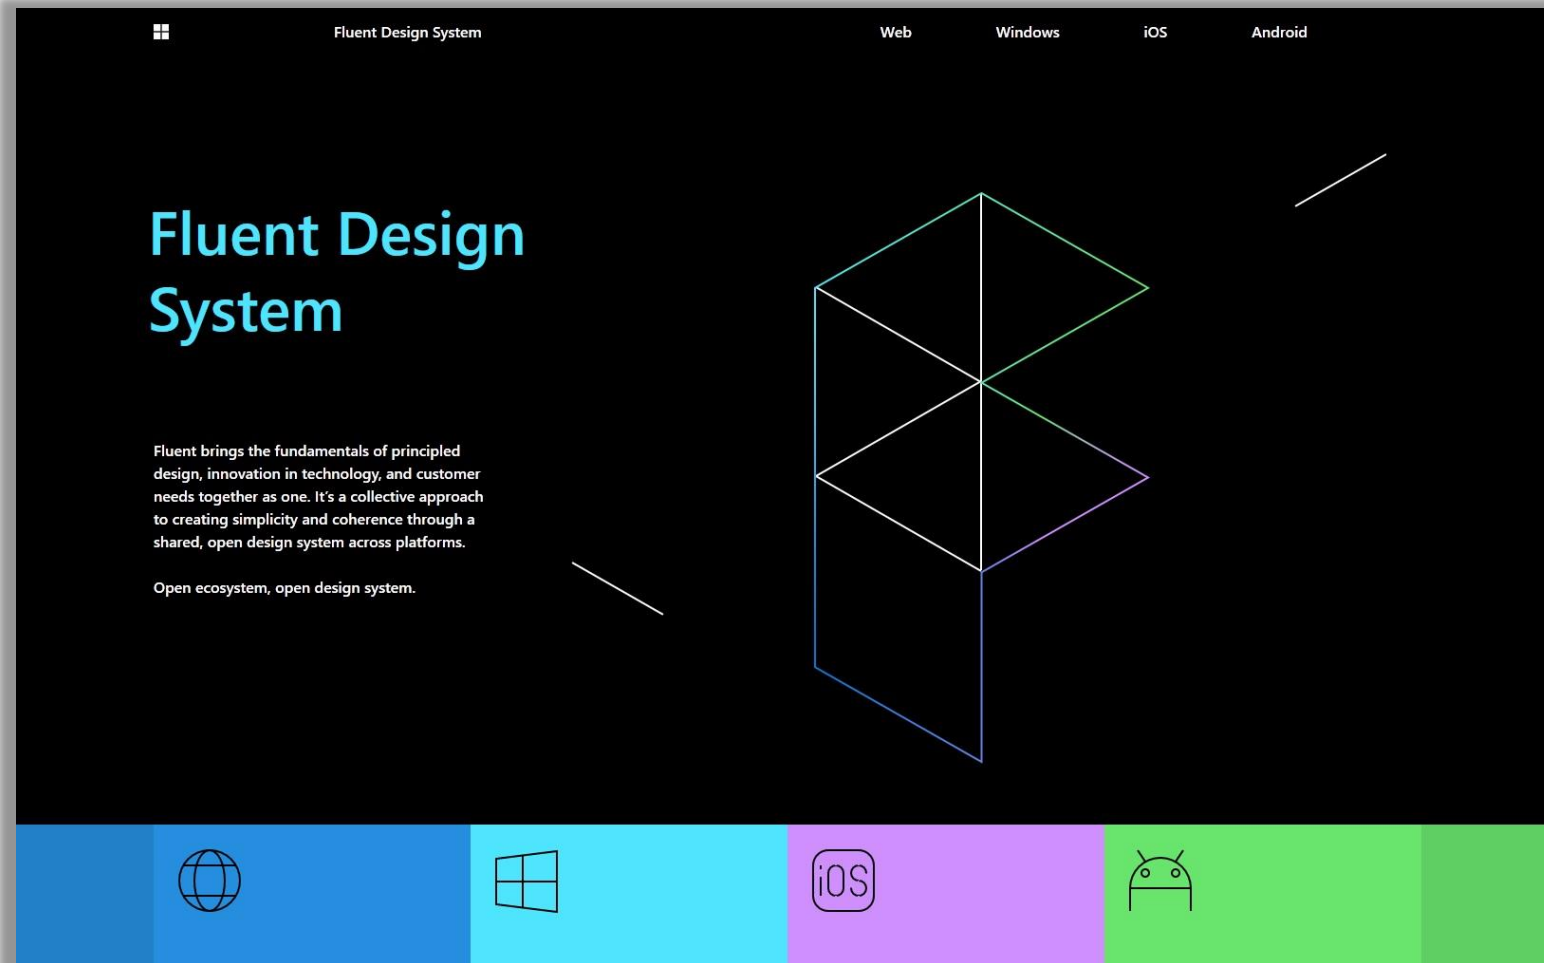 Fluent Design System
Web
Windows
iOS
Android
Fluent Design
System
Fluent brings the fundamentals of principled
design, innovation in technology, and customer
needs together as one. It's a collective approach
to creating simplicity and coherence through a
shared, open design system across platforms.
Open ecosystem, open design system.
iOS